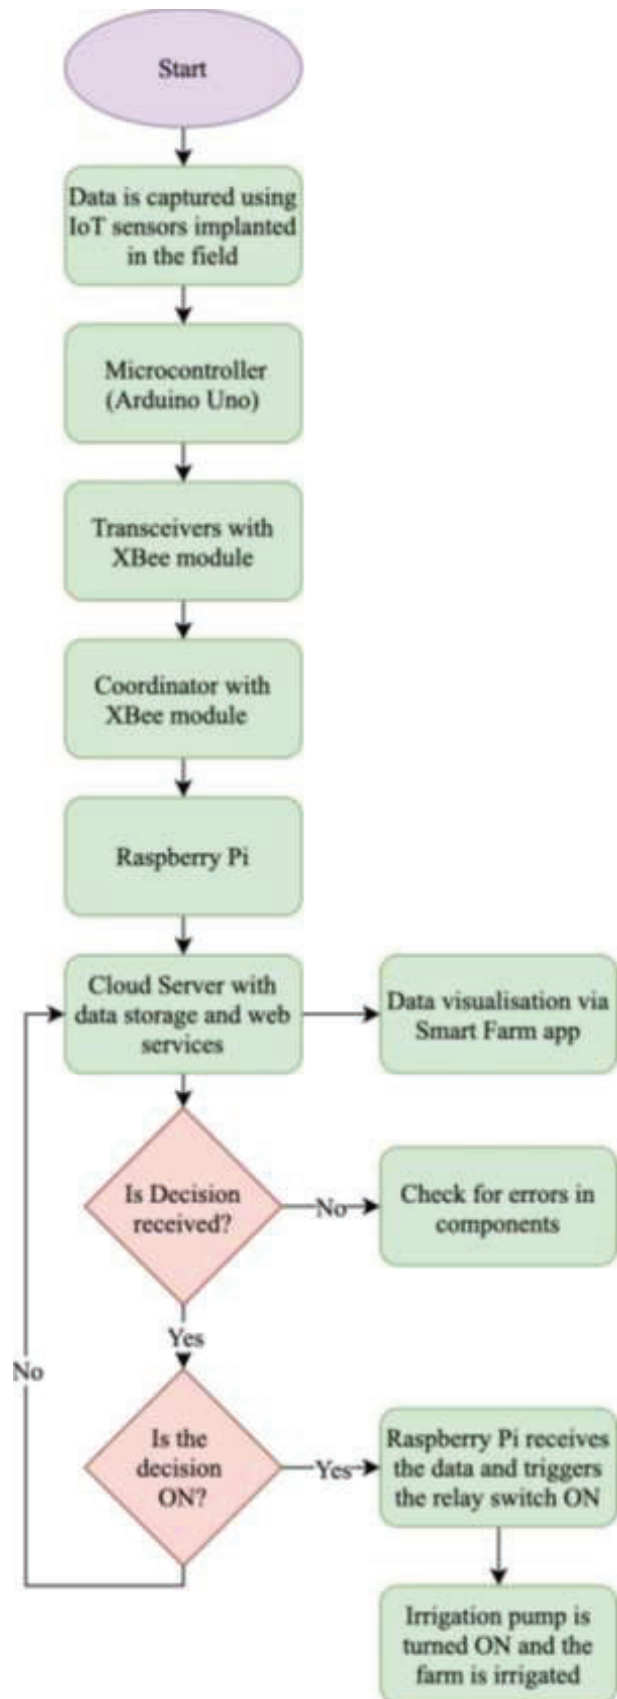 Start
Data is captured using
IoT sensors implanted
in the field
Microcontroller
(Arduino Uno)
Transceivers with
XBee module
Coordinator with
XBee module
Raspberry Pi
Cloud Server with
data storage and web
services
Data visualisation via
Smart Farm app
Is Decision
received?
No
Check for errors in
components
Yes
No
Is the
decision
ON?
Yes
Raspberry Pi receives
the data and triggers
the relay switch ON
Irrigation pump is
turned ON and the
farm is irrigated